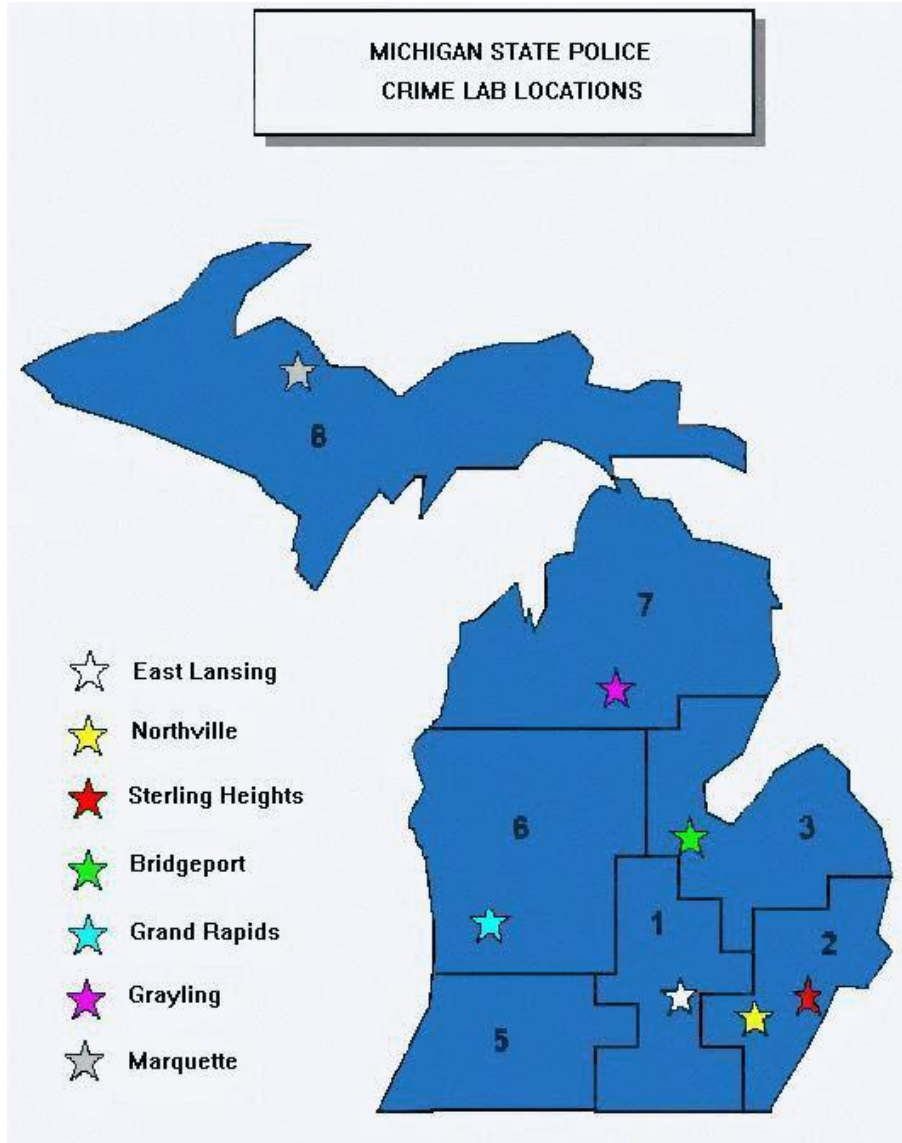 MICHIGAN STATE POLICE
CRIME LAB LOCATIONS
8
7
6
3
1
2
5
East Lansing
Northville
Sterling Heights
Bridgeport
Grand Rapids
Grayling
Marquette